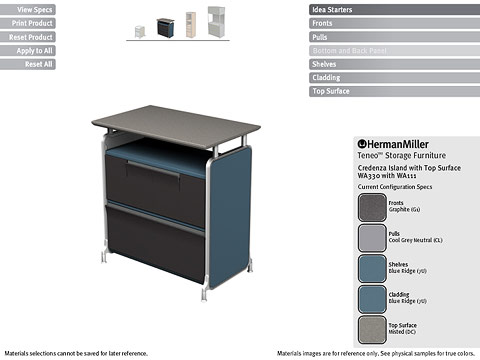 View Specs
Print Product
Reset Product
Apply to All
Reset All
Idea Starters
Fronts
Pulls
Bottom and Back Panel
Shelves
Cladding
Top Surface
HermanMiller
Teneo™ Storage Furniture
Credenza Island with Top Surface
WA330 with WA111
Current Configuration Specs
Fronts
Graphite (G1)
Pulls
Cool Grey Neutral (CL)
Shelves
Blue Ridge (7U)
Cladding
Blue Ridge (7U)
Top Surface
Misted (DC)
Materials selections cannot be saved for later reference.
Materials images are for reference only. See physical samples for true colors.